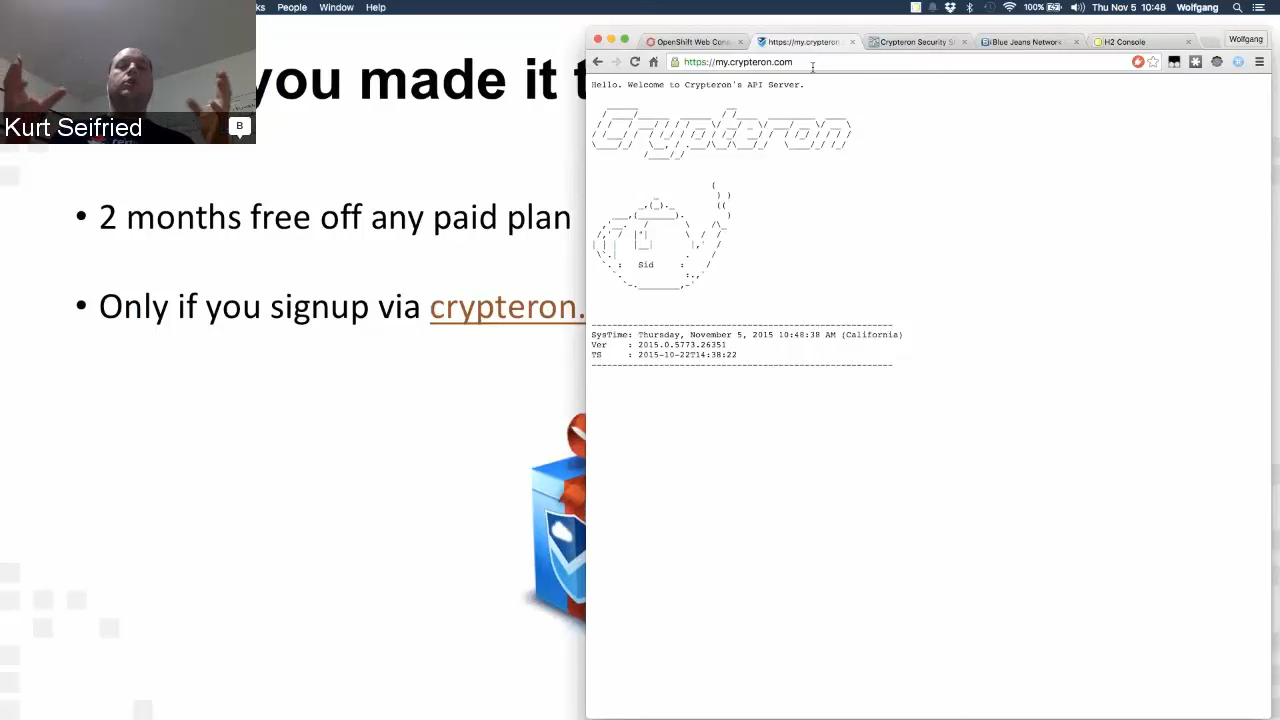 ks People Window Help
100% Thu Nov 5 10:48 Wolfgang
Kurt Seifried
B
you made it t
• 2 months free off any paid plan
• Only if you signup via crypteron.
OpenShift Web Con
https://my.crypteron
Crypteron Security S
Blue Jeans Network
H2 Console
Wolfgang
https://my.crypteron.com
Hello. Welcome to Crypteron's API Server.
Crypteron
Sid
SysTime: Thursday, November 5, 2015 10:48:38 AM (California)
Ver : 2015.0.5773.26351
TS : 2015-10-22T14:38:22